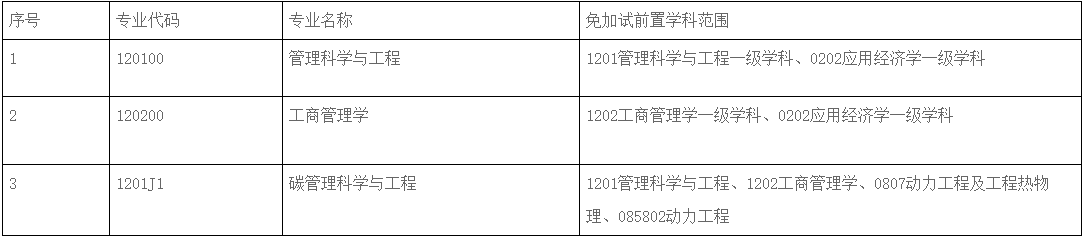 序号 专业代码 专业名称 免加试前置学科范围
1 120100 管理科学与工程 1201管理科学与工程一级学科、0202应用经济学一级学科
2 120200 工商管理学 1202工商管理学一级学科、0202应用经济学一级学科
3 1201J1 碳管理科学与工程 1201管理科学与工程、1202工商管理学、0807动力工程及工程热物
理、085802动力工程